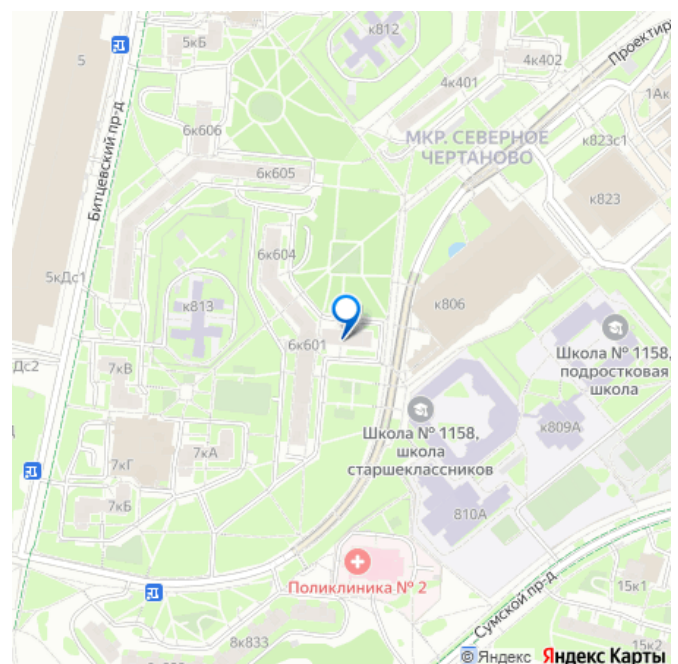 к812
5кБ
5
4к402
4к401
Проектир
1Ак
6к606
МКР. СЕВЕРНОЕ
ЧЕРТАНОВО
к823с1
Битцевский пр-д
6к605
к823
6к604
5кДс1
к813
к806
6к601
Дс2
7кВ
Школа № 1158,
подростковая
школа
Школа № 1158,
школа
старшеклассников
к809А
7кА
7кГ
7кБ
810А
Поликлиника № 2
15к1
Сумской пр-д
8к833
15к2
© Яндекс Яндекс Карты